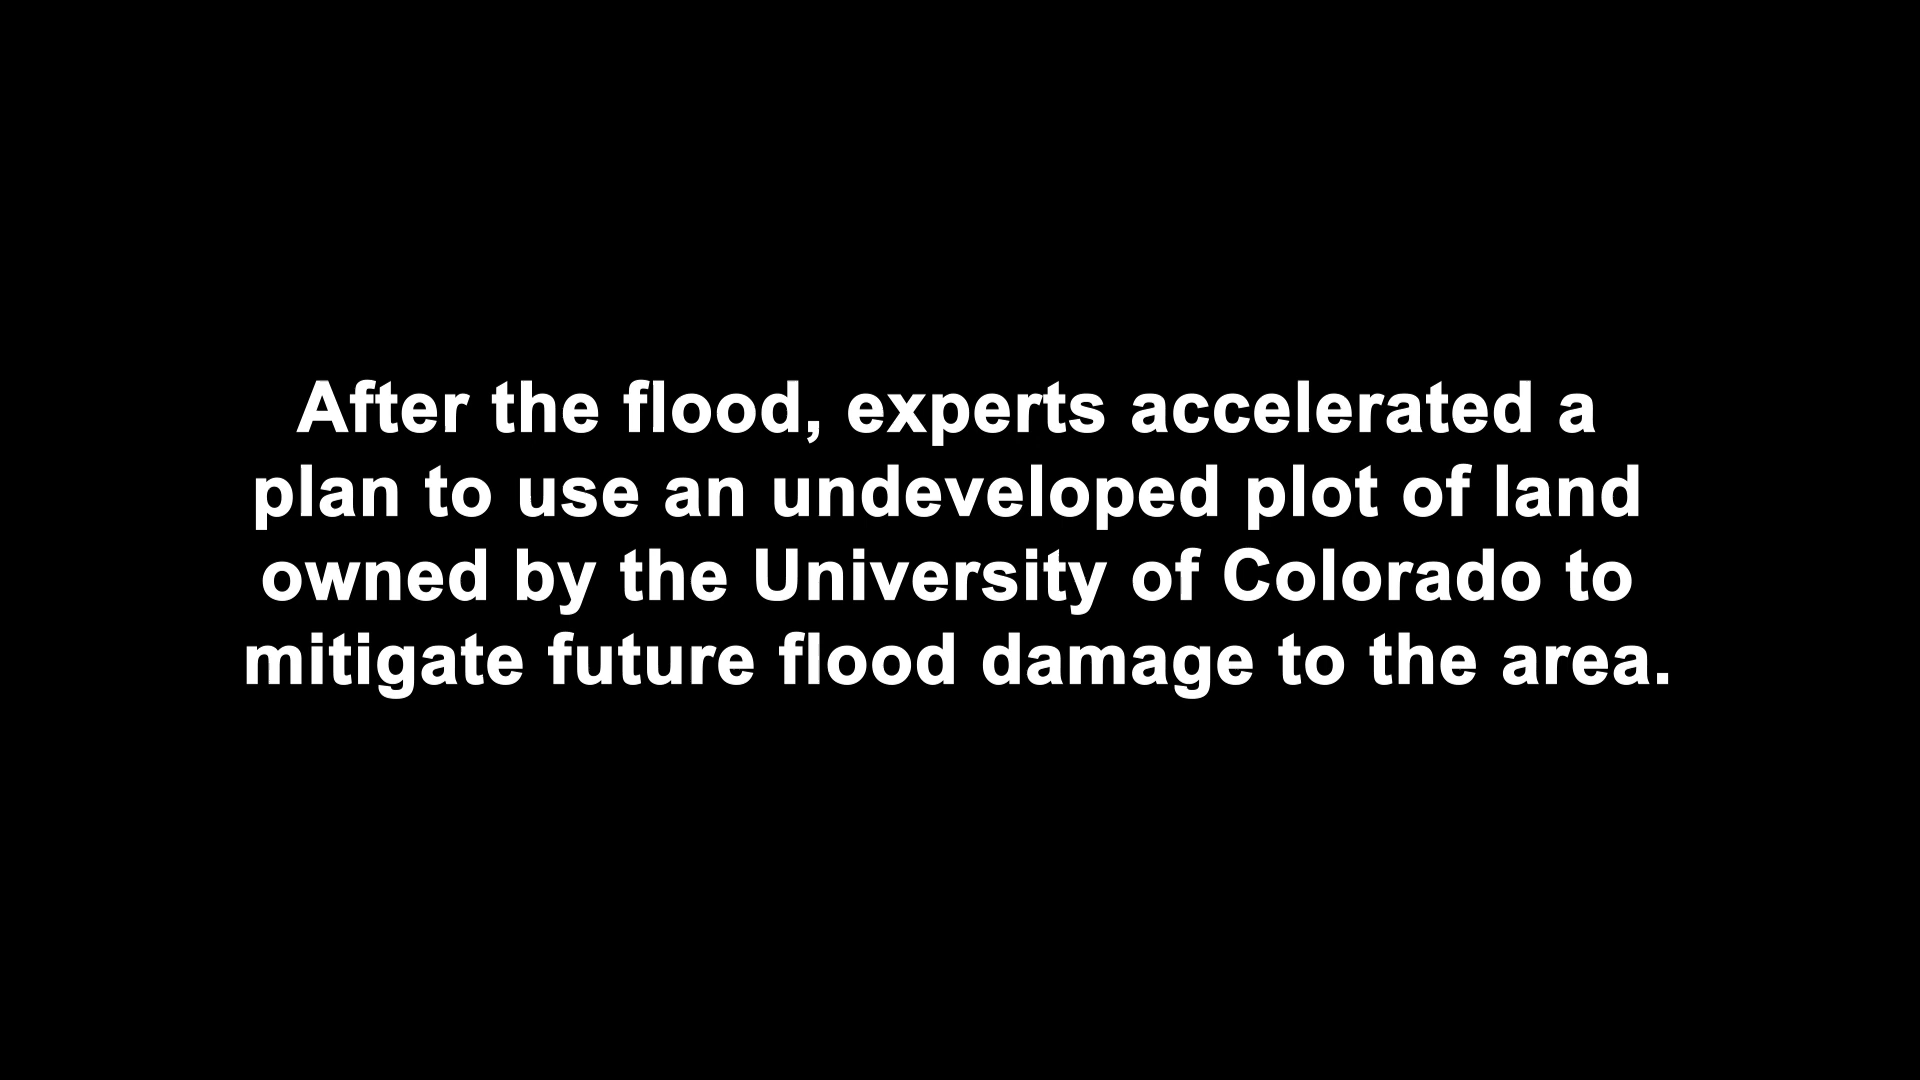 After the flood, experts accelerated a
plan to use an undeveloped plot of land
owned by the University of Colorado to
mitigate future flood damage to the area.